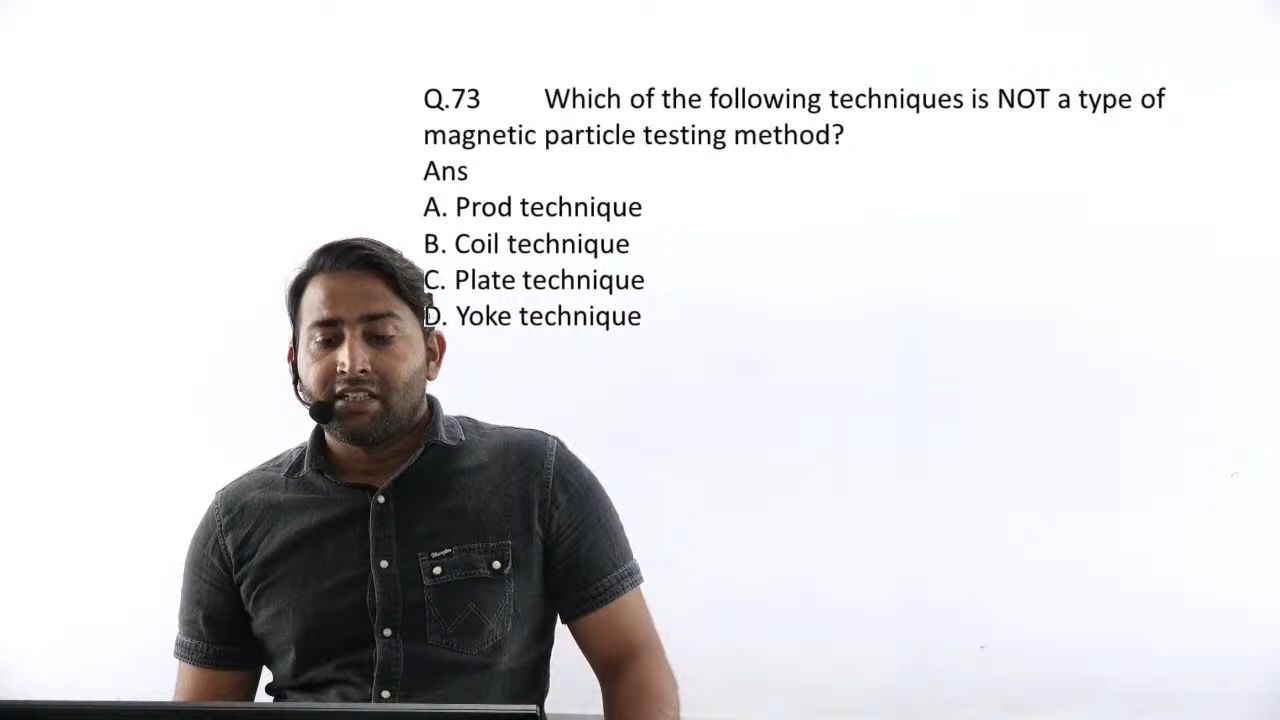 Q.73 Which of the following techniques is NOT a type of
magnetic particle testing method?
Ans
A. Prod technique
B. Coil technique
C. Plate technique
D. Yoke technique
Wrangler